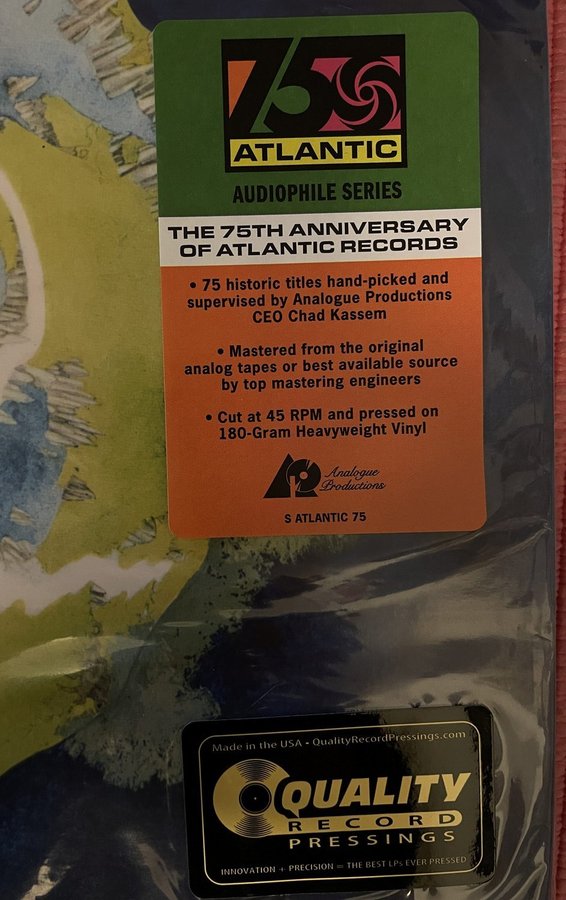 75
ATLANTIC
AUDIOPHILE SERIES
THE 75TH ANNIVERSARY
OF ATLANTIC RECORDS
• 75 historic titles hand-picked and
supervised by Analogue Productions
CEO Chad Kassem
• Mastered from the original
analog tapes or best available source
by top mastering engineers
• Cut at 45 RPM and pressed on
180-Gram Heavyweight Vinyl
Analogue
Productions
S ATLANTIC 75
Made in the USA • QualityRecordPressings.com
QUALITY
RECORD
PRESSINGS
INNOVATION + PRECISION = THE BEST LPs EVER PRESSED